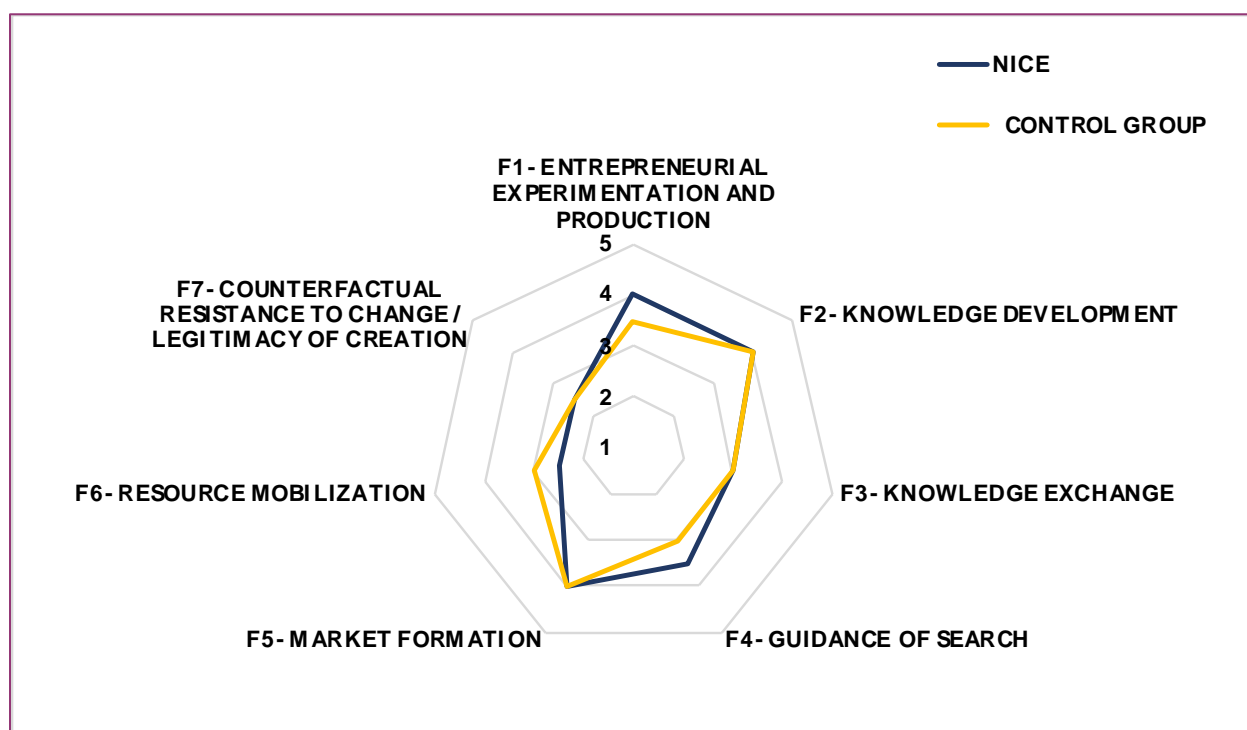 NICE
CONTROL GROUP
F1- ENTREPRENEURIAL
EXPERIMENTATION AND
PRODUCTION
5
F7- COUNTERFACTUAL
RESISTANCE TO CHANGE /
LEGITIMACY OF CREATION
4
F2- KNOWLEDGE DEVELOPMENT
3
2
1
F6- RESOURCE MOBILIZATION
F3- KNOWLEDGE EXCHANGE
F5- MARKET FORMATION
F4- GUIDANCE OF SEARCH